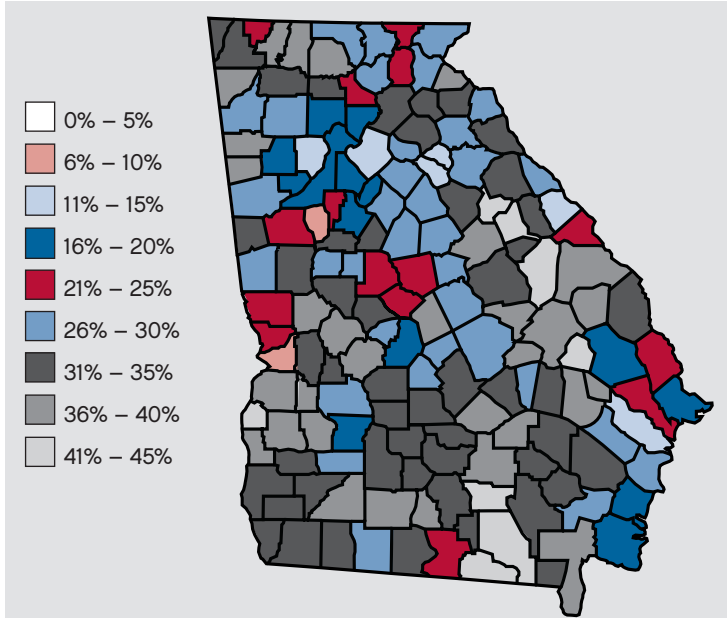 0% – 5%
6% – 10%
11% – 15%
16% – 20%
21% – 25%
26% – 30%
31% – 35%
36% – 40%
41% – 45%